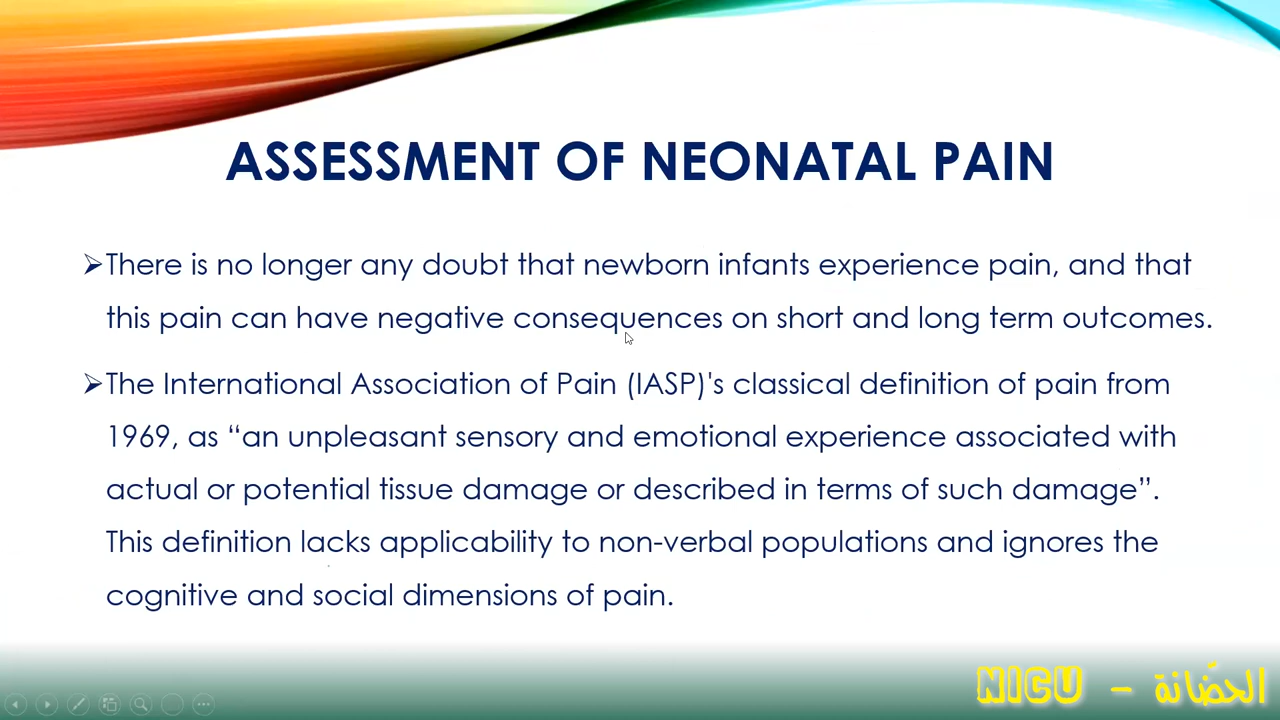 ASSESSMENT OF NEONATAL PAIN
➢There is no longer any doubt that newborn infants experience pain, and that
this pain can have negative consequences on short and long term outcomes.
➢The International Association of Pain (IASP)'s classical definition of pain from
1969, as “an unpleasant sensory and emotional experience associated with
actual or potential tissue damage or described in terms of such damage”.
This definition lacks applicability to non-verbal populations and ignores the
cognitive and social dimensions of pain.
NICU - الحضّانة